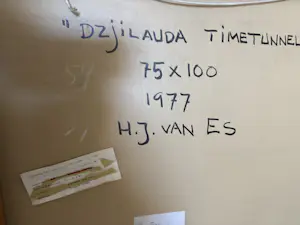 "DZJILAUDA TIMETUNNEL
75 x 100
1977
H.J. VAN ES